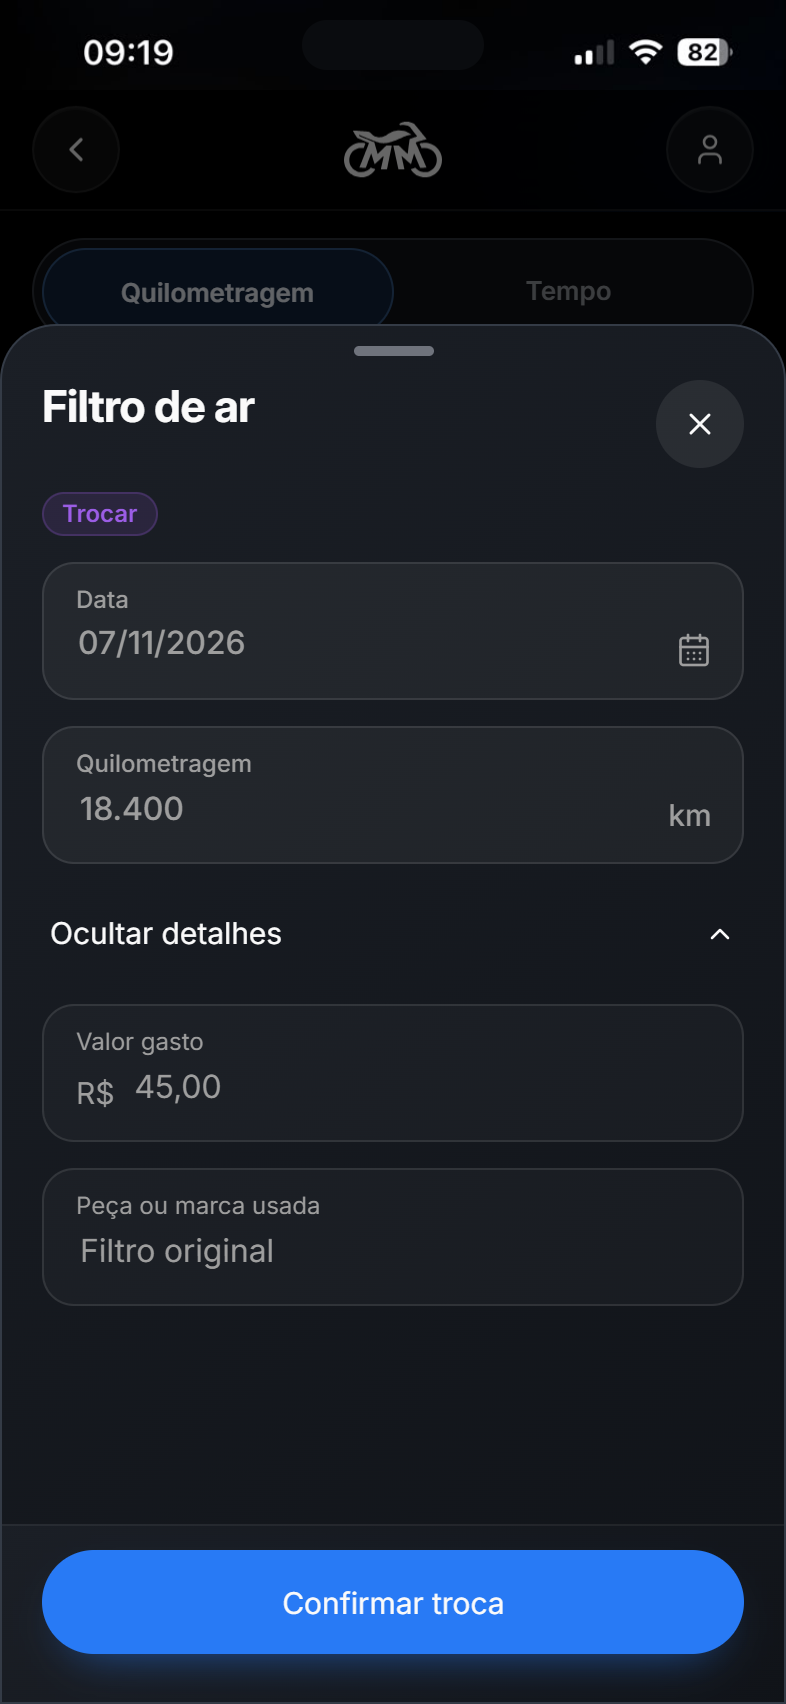 09:19
82
MM
Quilometragem
Tempo
Filtro de ar
Trocar
Data
07/11/2026
Quilometragem
18.400
km
Ocultar detalhes
Valor gasto
R$ 45,00
Peça ou marca usada
Filtro original
Confirmar troca